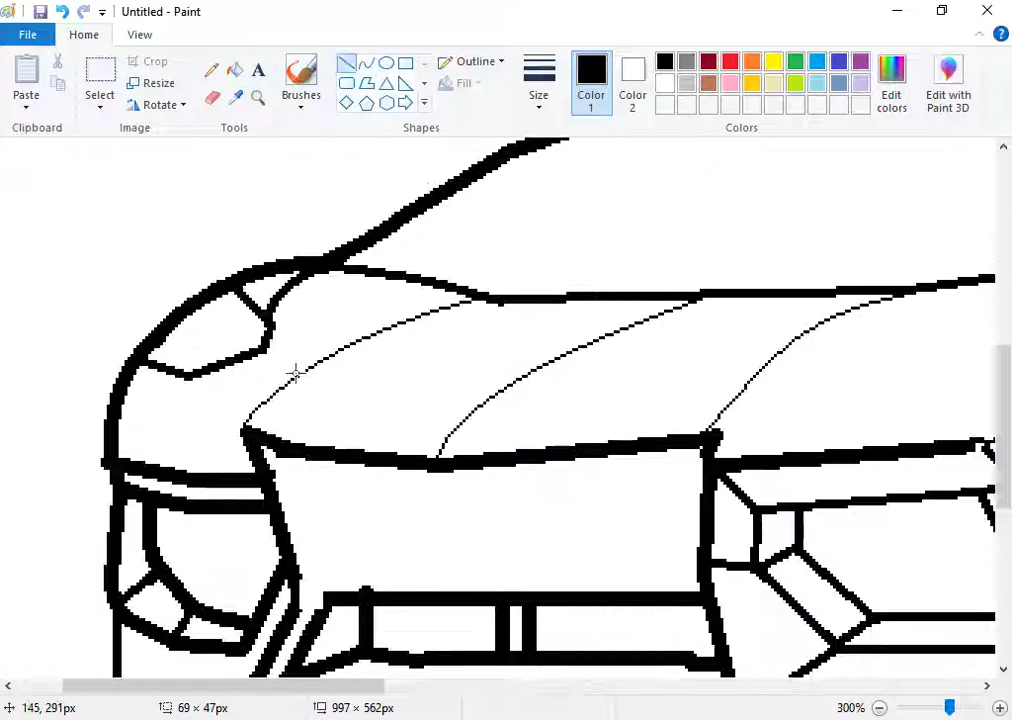 Untitled - Paint
File Home View
Paste
Clipboard
Select
Crop
Resize
Rotate
Image
A
Tools
Brushes
Outline
Fill
Shapes
Size
Color 1
Color 2
Edit colors
Edit with Paint 3D
Colors
145, 291px 69 × 47px 997 × 562px 300%